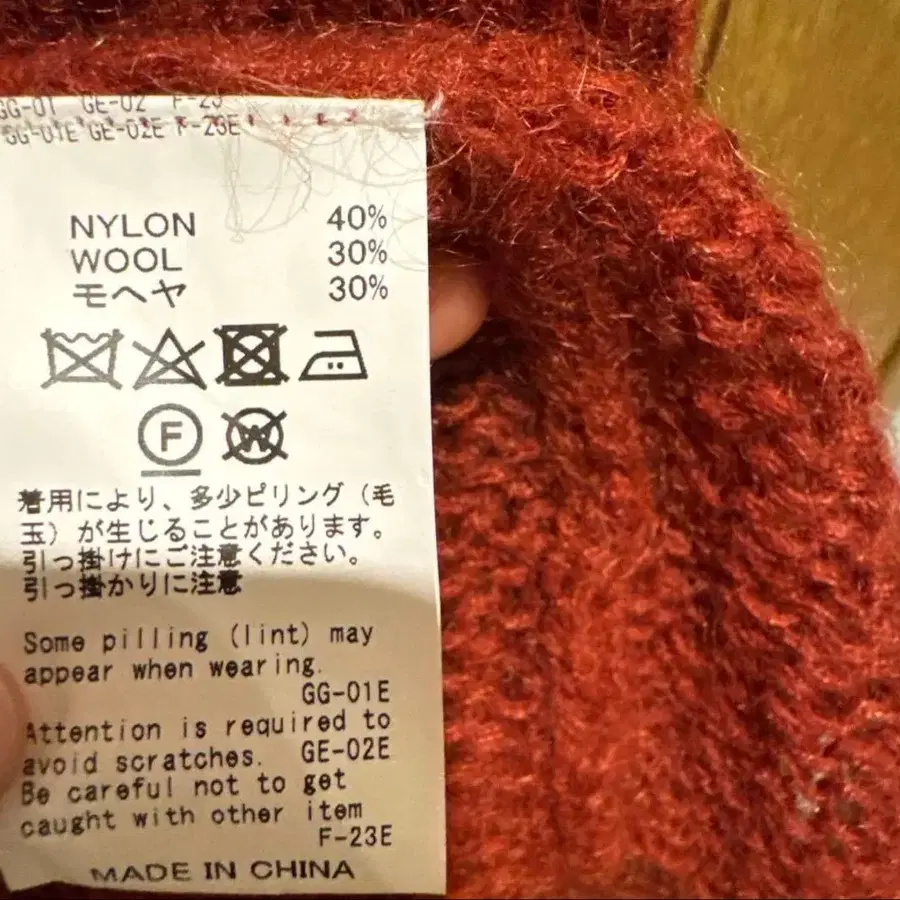 GG-01 GE-02 F-23
GG-01E GE-02E F-23E
NYLON 40%
WOOL 30%
モヘヤ 30%
F
W
着用により、多少ピリング（毛
玉）が生じることがあります。
引っ掛けにご注意ください。
引っ掛かりに注意
Some pilling (lint) may
appear when wearing.
GG-01E
Attention is required to
avoid scratches. GE-02E
Be careful not to get
caught with other item
F-23E
MADE IN CHINA